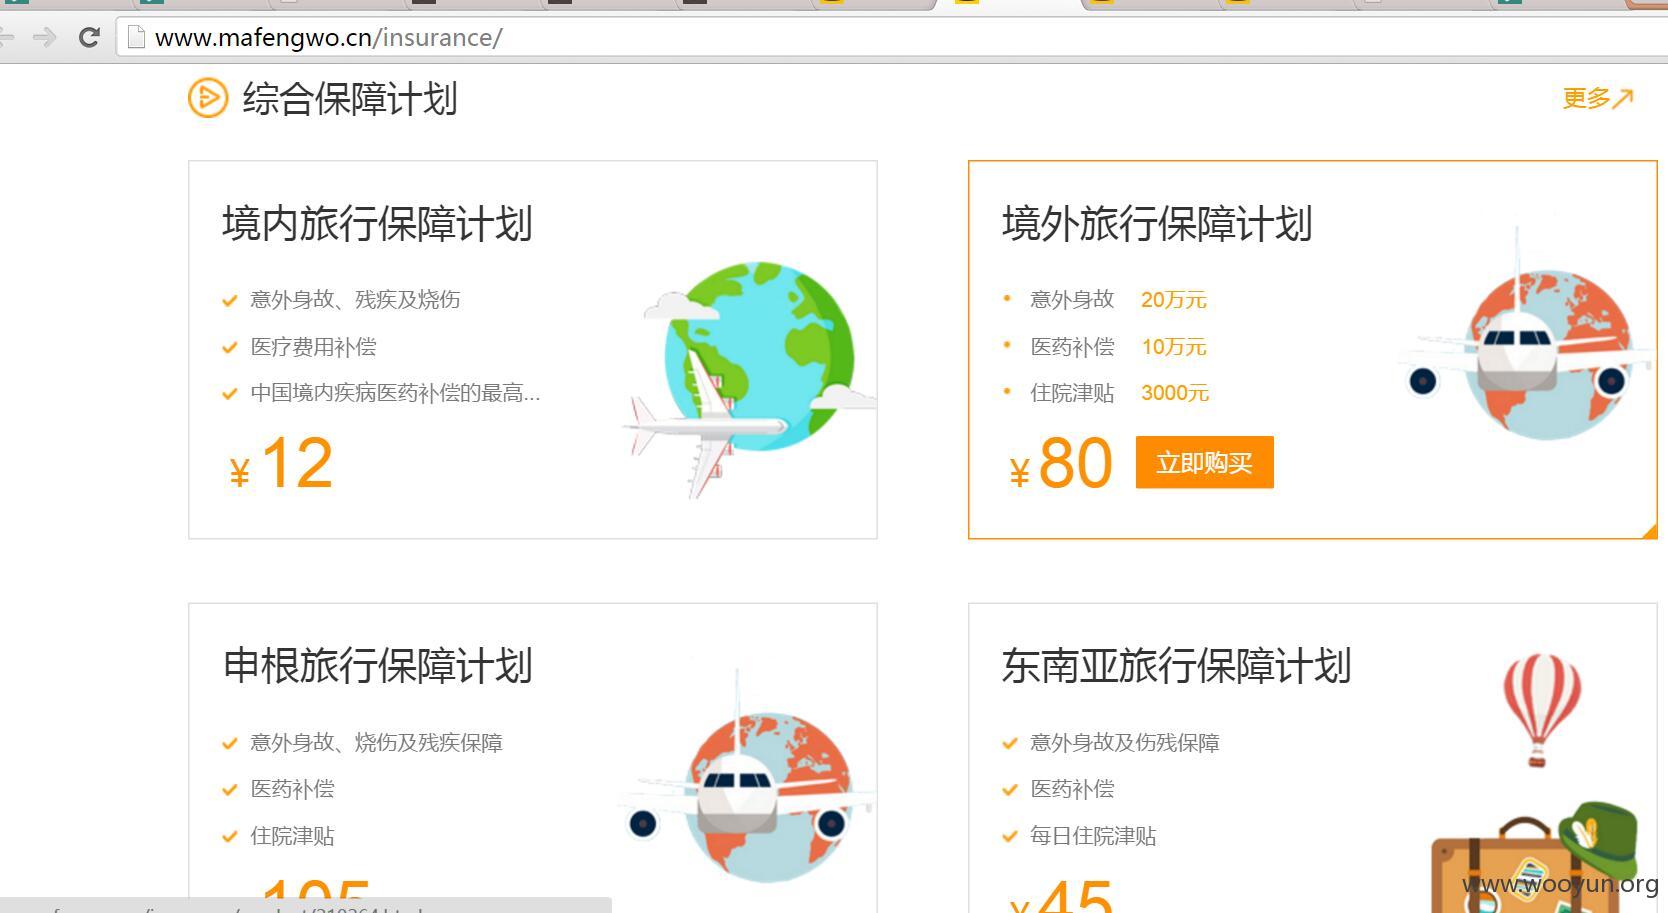 www.mafengwo.cn/insurance/
综合保障计划
更多
境内旅行保障计划
意外身故、残疾及烧伤
医疗费用补偿
中国境内疾病医药补偿的最高...
¥12
境外旅行保障计划
意外身故 20万元
医药补偿 10万元
住院津贴 3000元
¥80 立即购买
申根旅行保障计划
意外身故、烧伤及残疾保障
医药补偿
住院津贴
东南亚旅行保障计划
意外身故及伤残保障
医药补偿
每日住院津贴
¥45
www.wooyun.org